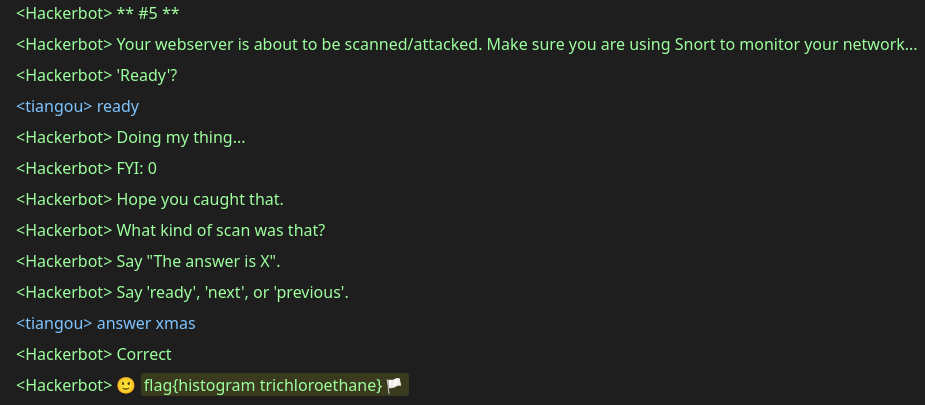 <Hackerbot> ** #5 **
<Hackerbot> Your webserver is about to be scanned/attacked. Make sure you are using Snort to monitor your network...
<Hackerbot> 'Ready'?
<tiangou> ready
<Hackerbot> Doing my thing...
<Hackerbot> FYI: 0
<Hackerbot> Hope you caught that.
<Hackerbot> What kind of scan was that?
<Hackerbot> Say "The answer is X".
<Hackerbot> Say 'ready', 'next', or 'previous'.
<tiangou> answer xmas
<Hackerbot> Correct
<Hackerbot> 🙂 flag{histogram trichloroethane} 🏳